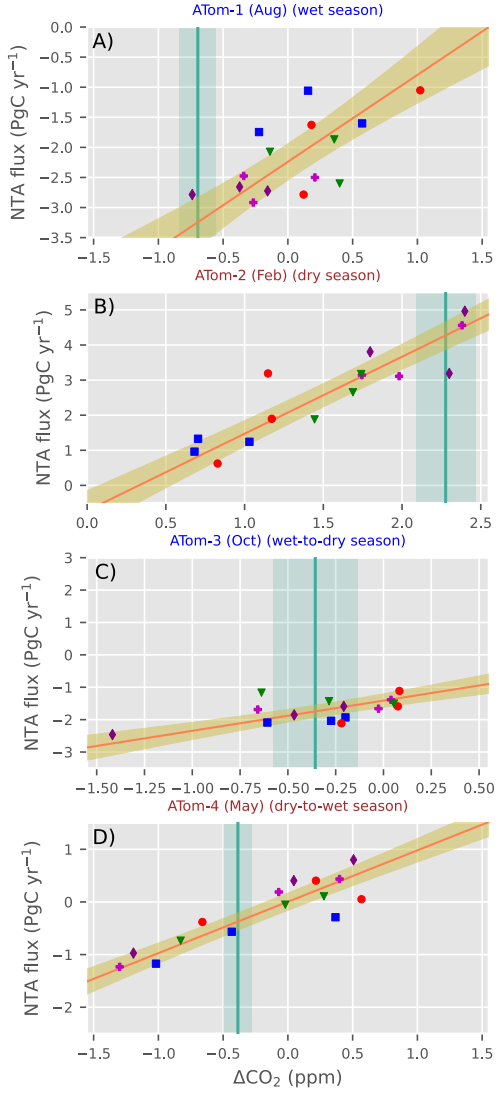 ATom-1 (Aug) (wet season)
A)
NTA flux (PgC yr⁻¹)
0.0
−0.5
−1.0
−1.5
−2.0
−2.5
−3.0
−3.5
−1.5 −1.0 −0.5 0.0 0.5 1.0 1.5
ATom-2 (Feb) (dry season)
B)
NTA flux (PgC yr⁻¹)
5
4
3
2
1
0
0.0 0.5 1.0 1.5 2.0 2.5
ATom-3 (Oct) (wet-to-dry season)
C)
NTA flux (PgC yr⁻¹)
3
2
1
0
−1
−2
−3
−1.50 −1.25 −1.00 −0.75 −0.50 −0.25 0.00 0.25 0.50
ATom-4 (May) (dry-to-wet season)
D)
NTA flux (PgC yr⁻¹)
1
0
−1
−2
−1.5 −1.0 −0.5 0.0 0.5 1.0 1.5
ΔCO₂ (ppm)